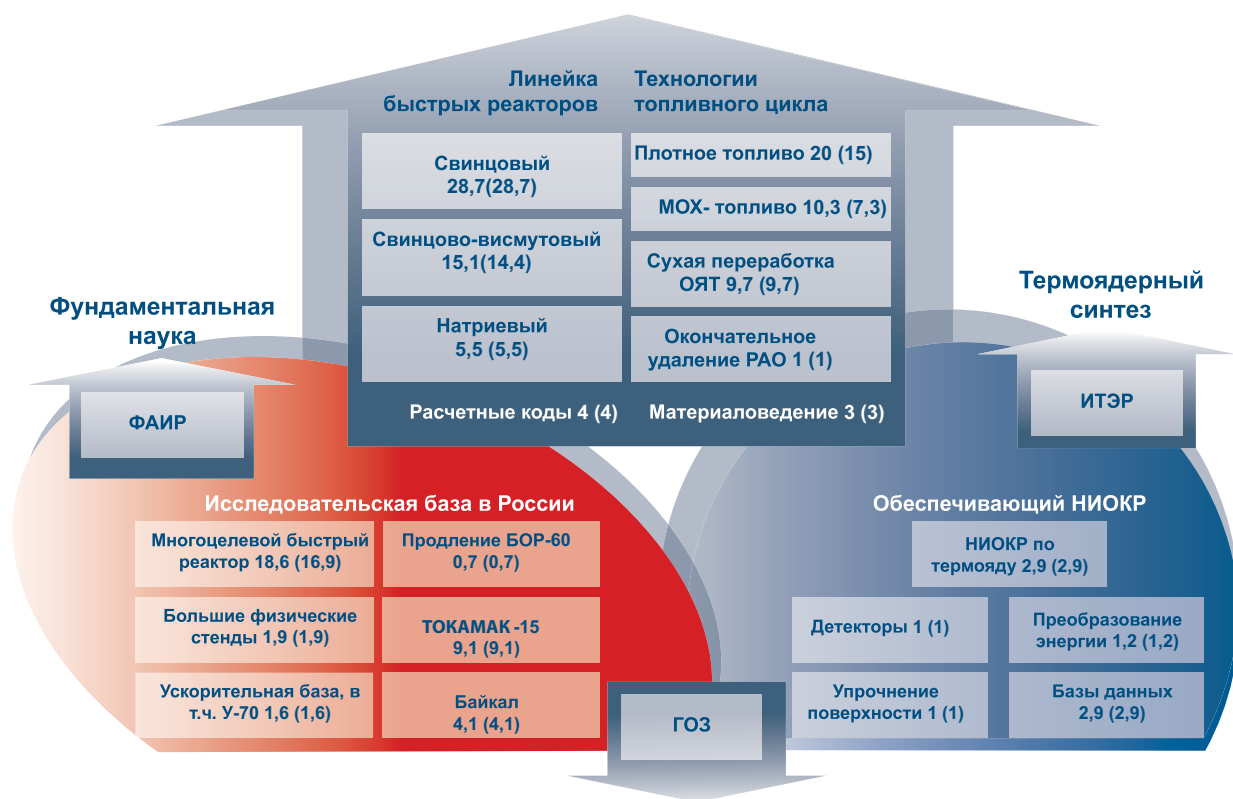 Линейка
быстрых реакторов
Свинцовый
28,7(28,7)
Свинцово-висмутовый
15,1(14,4)
Натриевый
5,5 (5,5)
Расчетные коды 4 (4)
Технологии
топливного цикла
Плотное топливо 20 (15)
МОХ- топливо 10,3 (7,3)
Сухая переработка
ОЯТ 9,7 (9,7)
Окончательное
удаление РАО 1 (1)
Материаловедение 3 (3)
Фундаментальная
наука
ФАИР
Термоядерный
синтез
ИТЭР
Исследовательская база в России
Многоцелевой быстрый
реактор 18,6 (16,9)
Продление БОР-60
0,7 (0,7)
Большие физические
стенды 1,9 (1,9)
ТОКАМАК -15
9,1 (9,1)
Ускорительная база, в
т.ч. У-70 1,6 (1,6)
Байкал
4,1 (4,1)
ГОЗ
Обеспечивающий НИОКР
НИОКР по
термояду 2,9 (2,9)
Детекторы 1 (1)
Преобразование
энергии 1,2 (1,2)
Упрочнение
поверхности 1 (1)
Базы данных
2,9 (2,9)